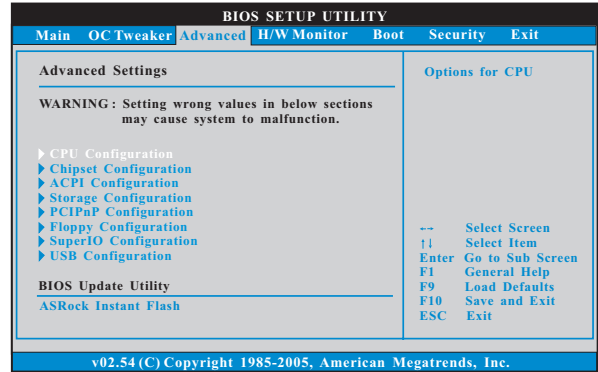 BIOS SETUP UTILITY
Main OC Tweaker Advanced H/W Monitor Boot Security Exit
Advanced Settings
WARNING : Setting wrong values in below sections
may cause system to malfunction.
CPU Configuration
Chipset Configuration
ACPI Configuration
Storage Configuration
PCIPnP Configuration
Floppy Configuration
SuperIO Configuration
USB Configuration
BIOS Update Utility
ASRock Instant Flash
Options for CPU
←→ Select Screen
↑↓ Select Item
Enter Go to Sub Screen
F1 General Help
F9 Load Defaults
F10 Save and Exit
ESC Exit
v02.54 (C) Copyright 1985-2005, American Megatrends, Inc.